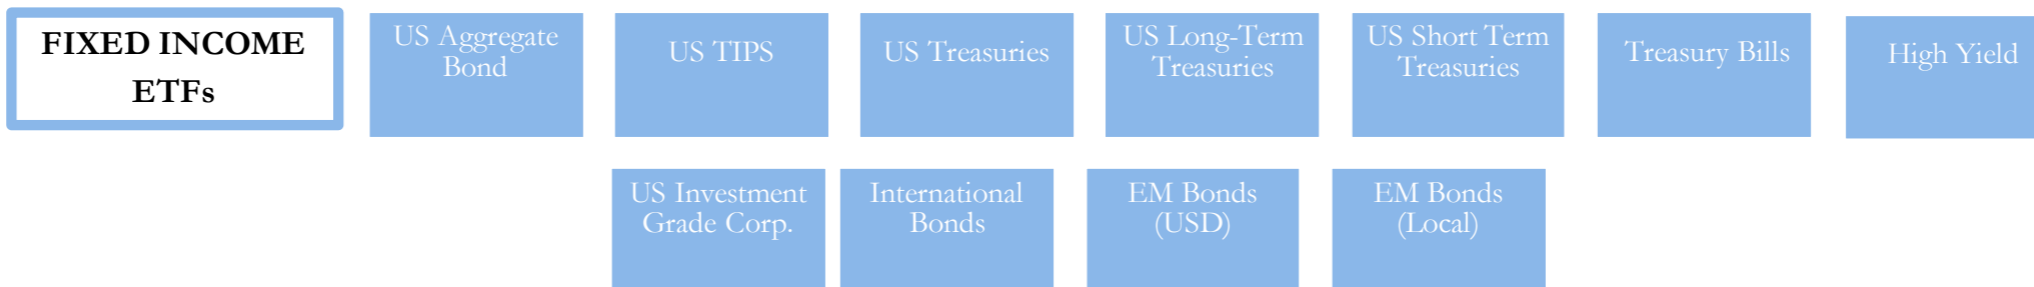 FIXED INCOME
ETFs
US Aggregate
Bond
US TIPS
US Treasuries
US Long-Term
Treasuries
US Short Term
Treasuries
Treasury Bills
High Yield
US Investment
Grade Corp.
International
Bonds
EM Bonds
(USD)
EM Bonds
(Local)